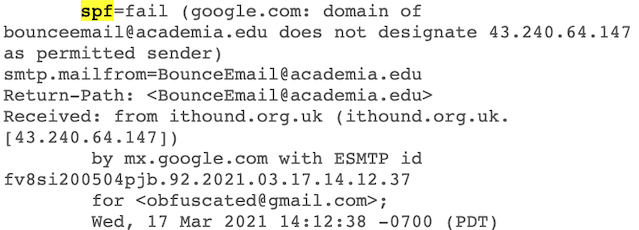 spf=fail (google.com: domain of
bounceemail@academia.edu does not designate 43.240.64.147
as permitted sender)
smtp.mailfrom=BounceEmail@academia.edu
Return-Path: <BounceEmail@academia.edu>
Received: from ithound.org.uk (ithound.org.uk.
[43.240.64.147])
by mx.google.com with ESMTP id
fv8si200504pjb.92.2021.03.17.14.12.37
for <obfuscated@gmail.com>;
Wed, 17 Mar 2021 14:12:38 -0700 (PDT)